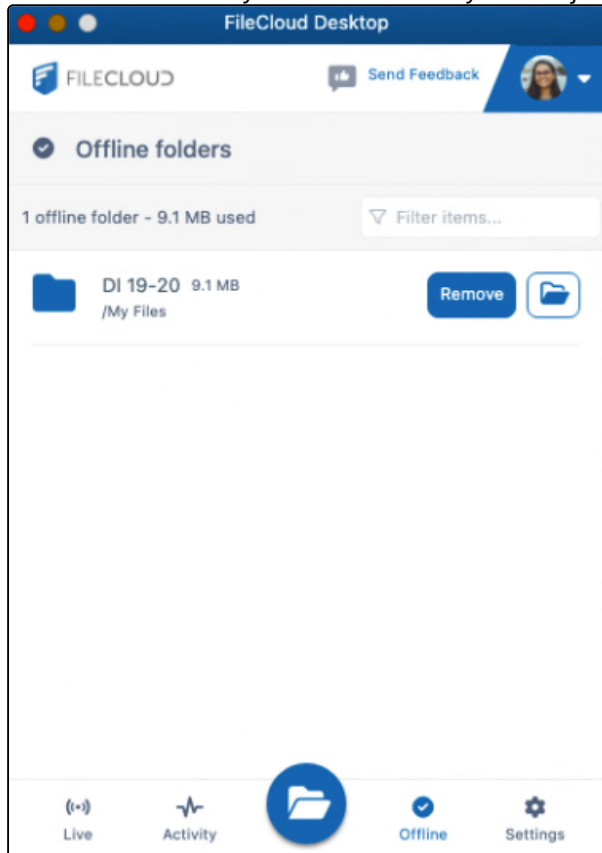 FileCloud Desktop
FILECLOUD
Send Feedback
Offline folders
1 offline folder - 9.1 MB used
Filter items...
DI 19-20 9.1 MB
/My Files
Remove
Live
Activity
Offline
Settings